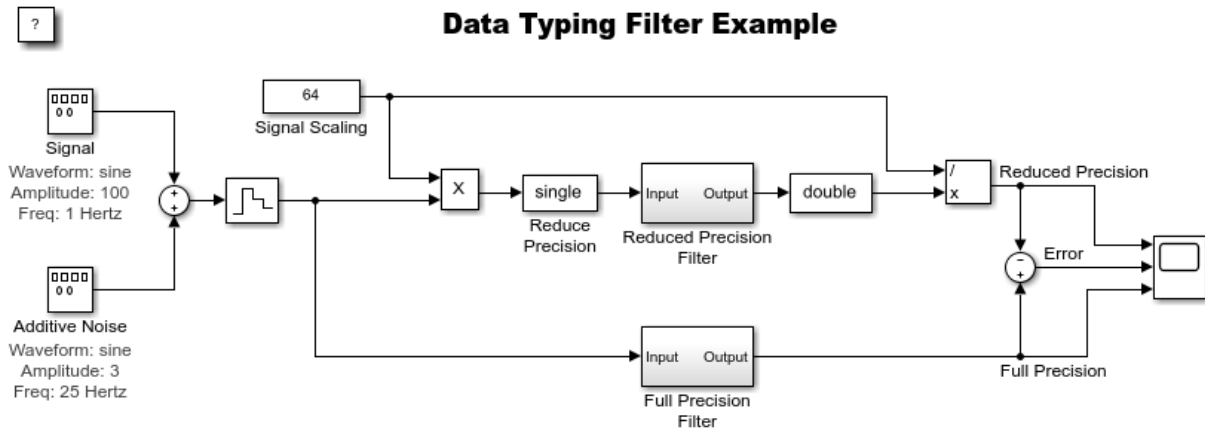 ?
Data Typing Filter Example
64
Signal Scaling
Signal
Waveform: sine
Amplitude: 100
Freq: 1 Hertz
+
+
X
single
Reduce
Precision
Input Output
Reduced Precision
Filter
double
/
x
Reduced Precision
−
+
Error
Additive Noise
Waveform: sine
Amplitude: 3
Freq: 25 Hertz
Input Output
Full Precision
Filter
Full Precision